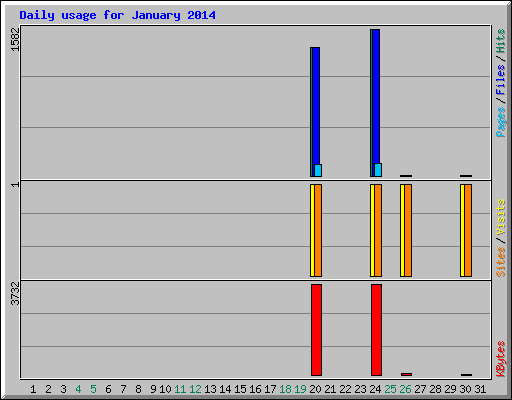 Daily usage for January 2014
1582
Pages/Files/Hits
1
Sites/Visits
3732
KBytes
1 2 3 4 5 6 7 8 9 10 11 12 13 14 15 16 17 18 19 20 21 22 23 24 25 26 27 28 29 30 31